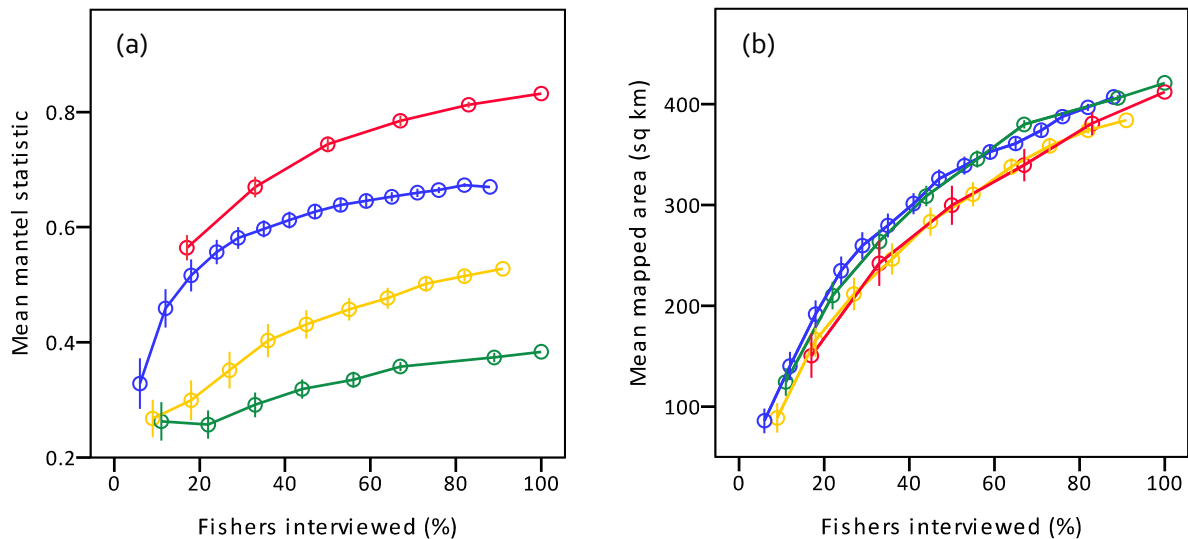 (a)
Mean mantel statistic
0.8
0.6
0.4
0.2
0 20 40 60 80 100
Fishers interviewed (%)
(b)
Mean mapped area (sq km)
400
300
200
100
0 20 40 60 80 100
Fishers interviewed (%)